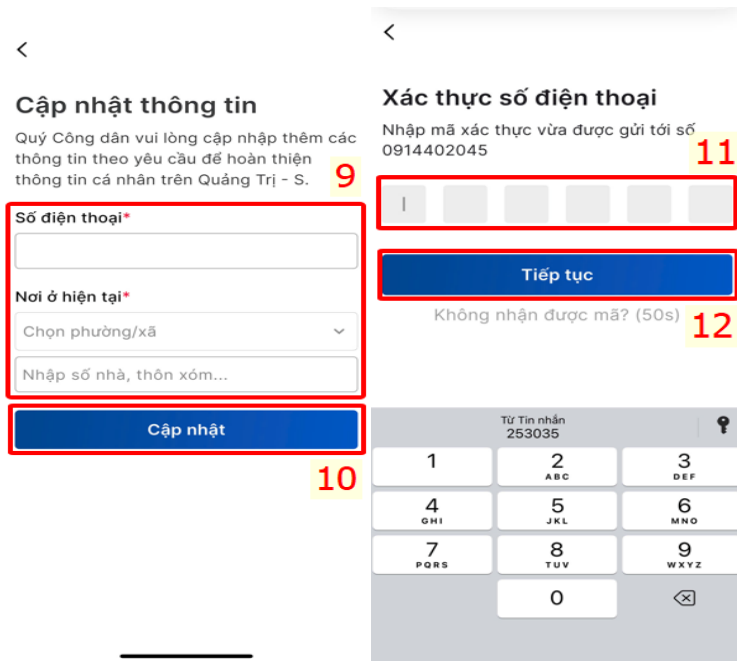 Cập nhật thông tin
Quý Công dân vui lòng cập nhập thêm các
thông tin theo yêu cầu để hoàn thiện
thông tin cá nhân trên Quảng Trị - S.
9
Số điện thoại*
Nơi ở hiện tại*
Chọn phường/xã
Nhập số nhà, thôn xóm...
Cập nhật
10
Xác thực số điện thoại
Nhập mã xác thực vừa được gửi tới số
0914402045
11
Tiếp tục
Không nhận được mã? (50s)
12
Từ Tin nhắn
253035
1 2 3
ABC DEF
4 5 6
GHI JKL MNO
7 8 9
PQRS TUV WXYZ
0